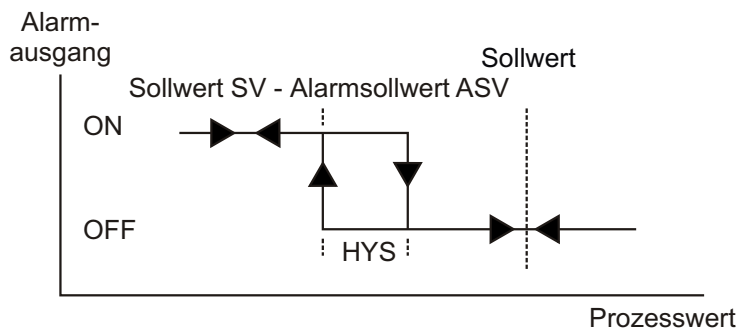 Alarm-
ausgang
Sollwert
Sollwert SV - Alarmsollwert ASV
ON
OFF
HYS
Prozesswert